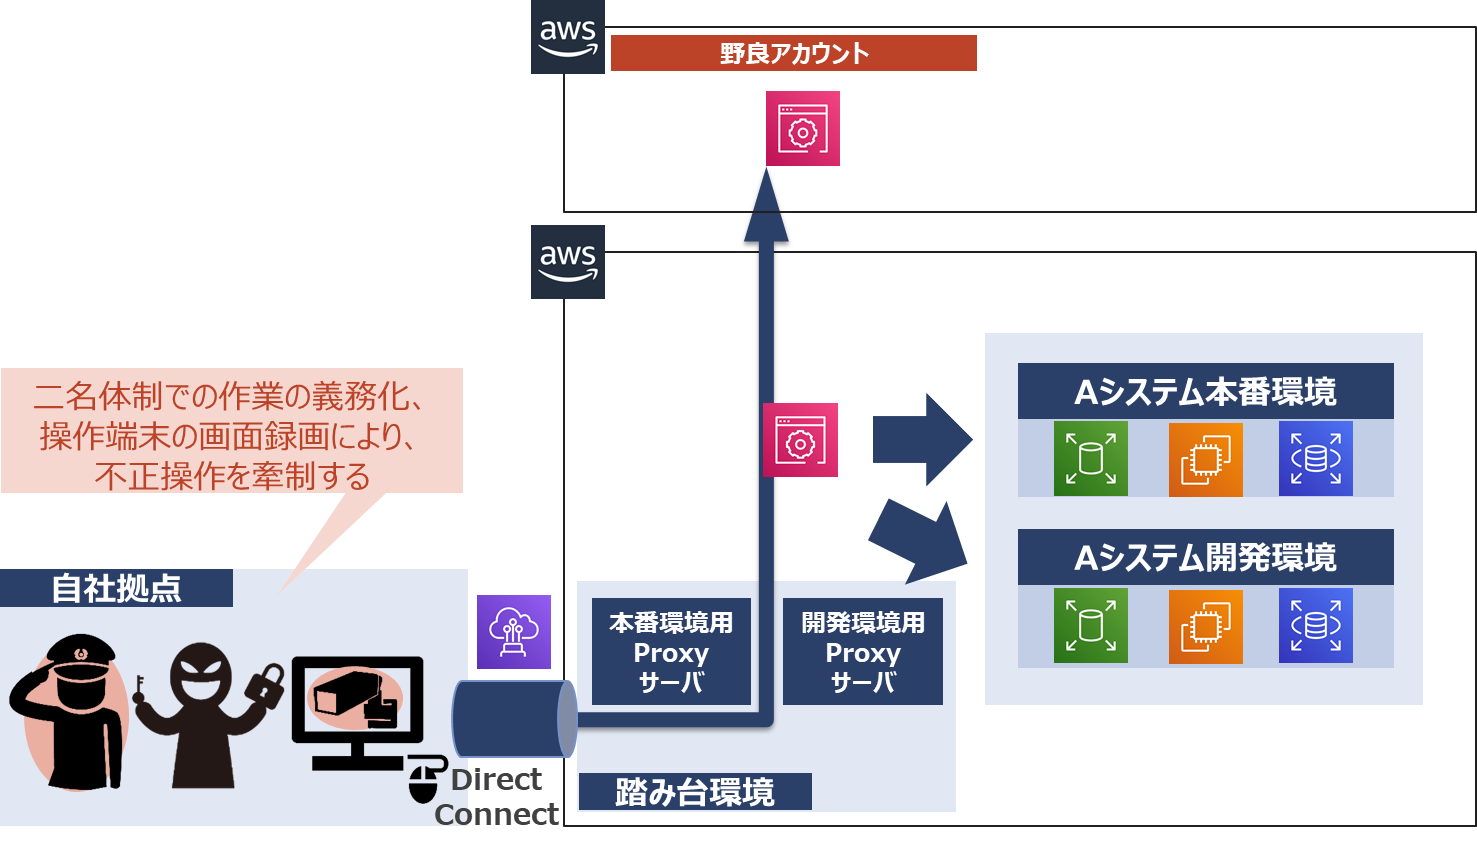 aws
野良アカウント
aws
Aシステム本番環境
二名体制での作業の義務化、
操作端末の画面録画により、
不正操作を牽制する
Aシステム開発環境
自社拠点
本番環境用
Proxy
サーバ
開発環境用
Proxy
サーバ
Direct
Connect
踏み台環境